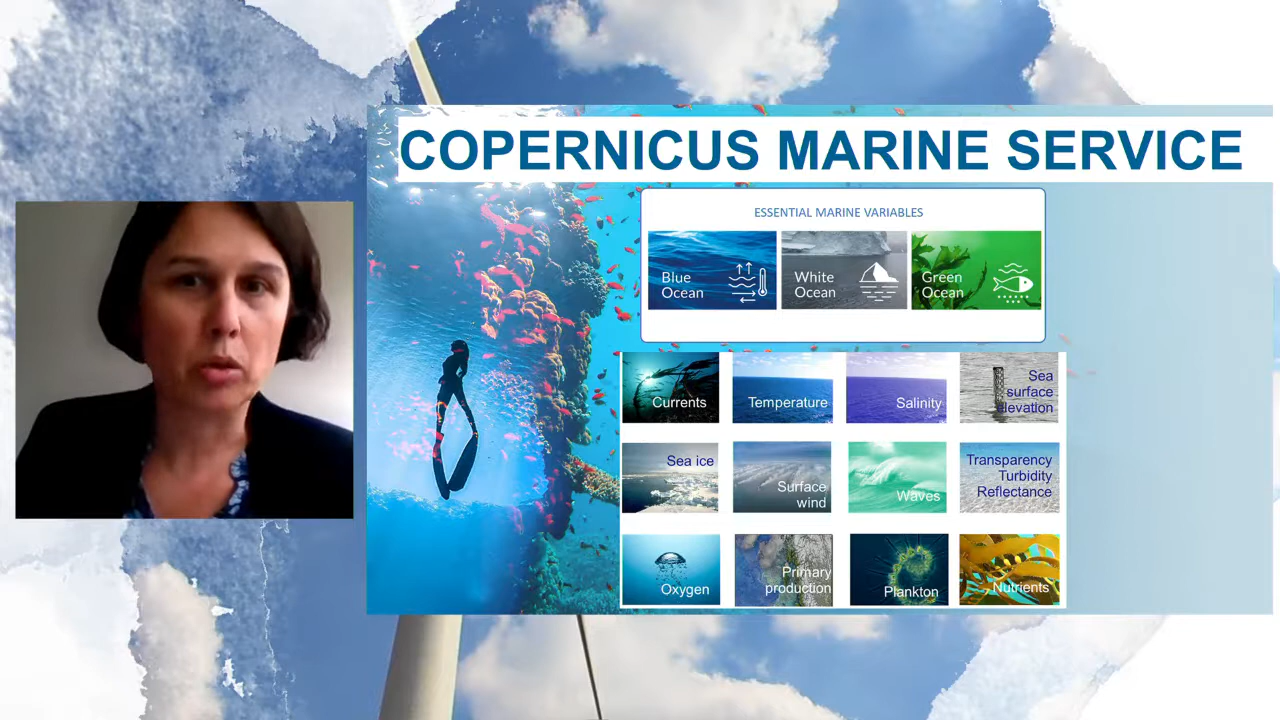 COPERNICUS MARINE SERVICE
ESSENTIAL MARINE VARIABLES
Blue
Ocean
White
Ocean
Green
Ocean
Currents
Temperature
Salinity
Sea
surface
elevation
Sea ice
Surface
wind
Waves
Transparency
Turbidity
Reflectance
Oxygen
Primary
production
Plankton
Nutrients